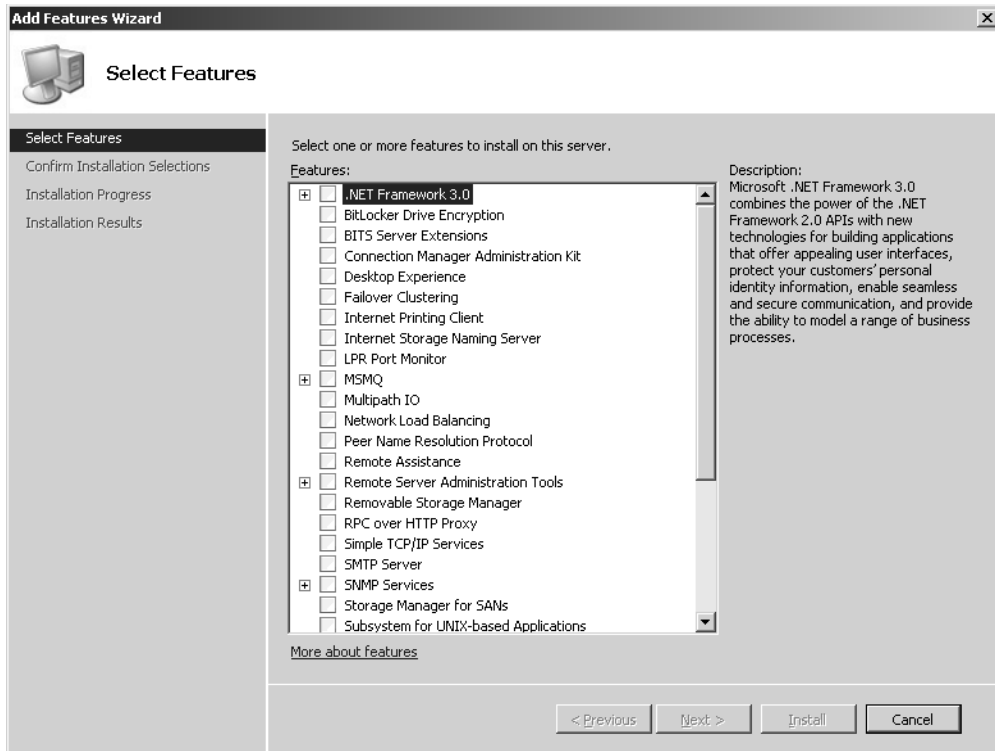 Add Features Wizard
Select Features
Select Features
Confirm Installation Selections
Installation Progress
Installation Results
Select one or more features to install on this server.
Features:
.NET Framework 3.0
BitLocker Drive Encryption
BITS Server Extensions
Connection Manager Administration Kit
Desktop Experience
Failover Clustering
Internet Printing Client
Internet Storage Naming Server
LPR Port Monitor
MSMQ
Multipath IO
Network Load Balancing
Peer Name Resolution Protocol
Remote Assistance
Remote Server Administration Tools
Removable Storage Manager
RPC over HTTP Proxy
Simple TCP/IP Services
SMTP Server
SNMP Services
Storage Manager for SANs
Subsystem for UNIX-based Applications
More about features
Description:
Microsoft .NET Framework 3.0
combines the power of the .NET
Framework 2.0 APIs with new
technologies for building applications
that offer appealing user interfaces,
protect your customers' personal
identity information, enable seamless
and secure communication, and provide
the ability to model a range of business
processes.
< Previous
Next >
Install
Cancel